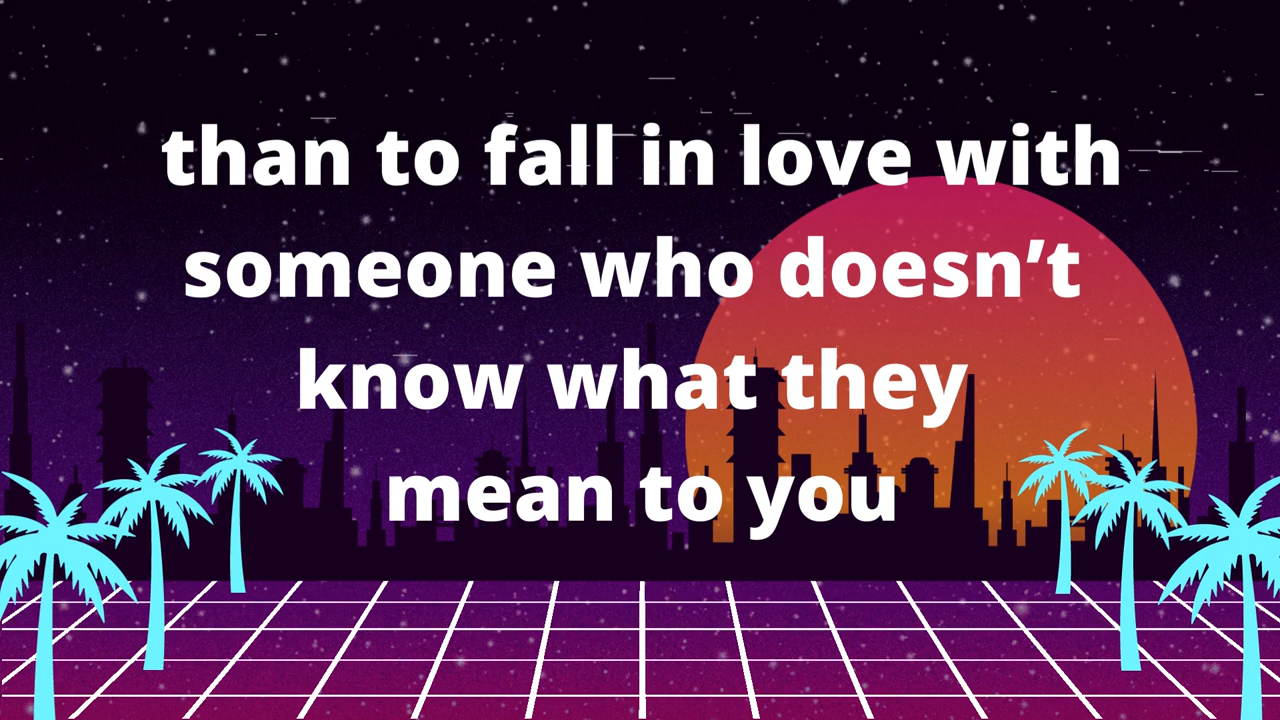 than to fall in love with
someone who doesn’t
know what they
mean to you